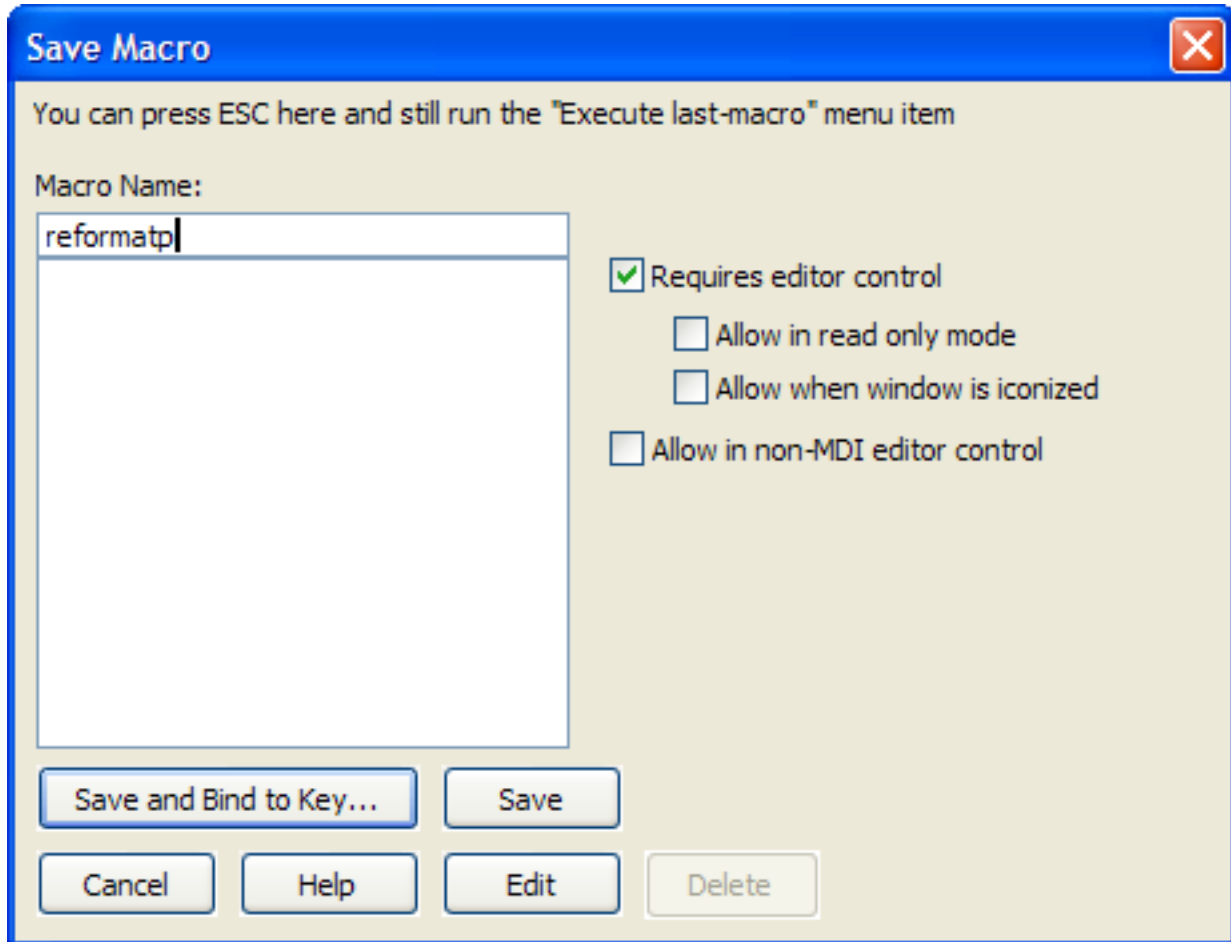 Save Macro
You can press ESC here and still run the "Execute last-macro" menu item
Macro Name:
reformatp
Requires editor control
Allow in read only mode
Allow when window is iconized
Allow in non-MDI editor control
Save and Bind to Key... Save
Cancel Help Edit Delete